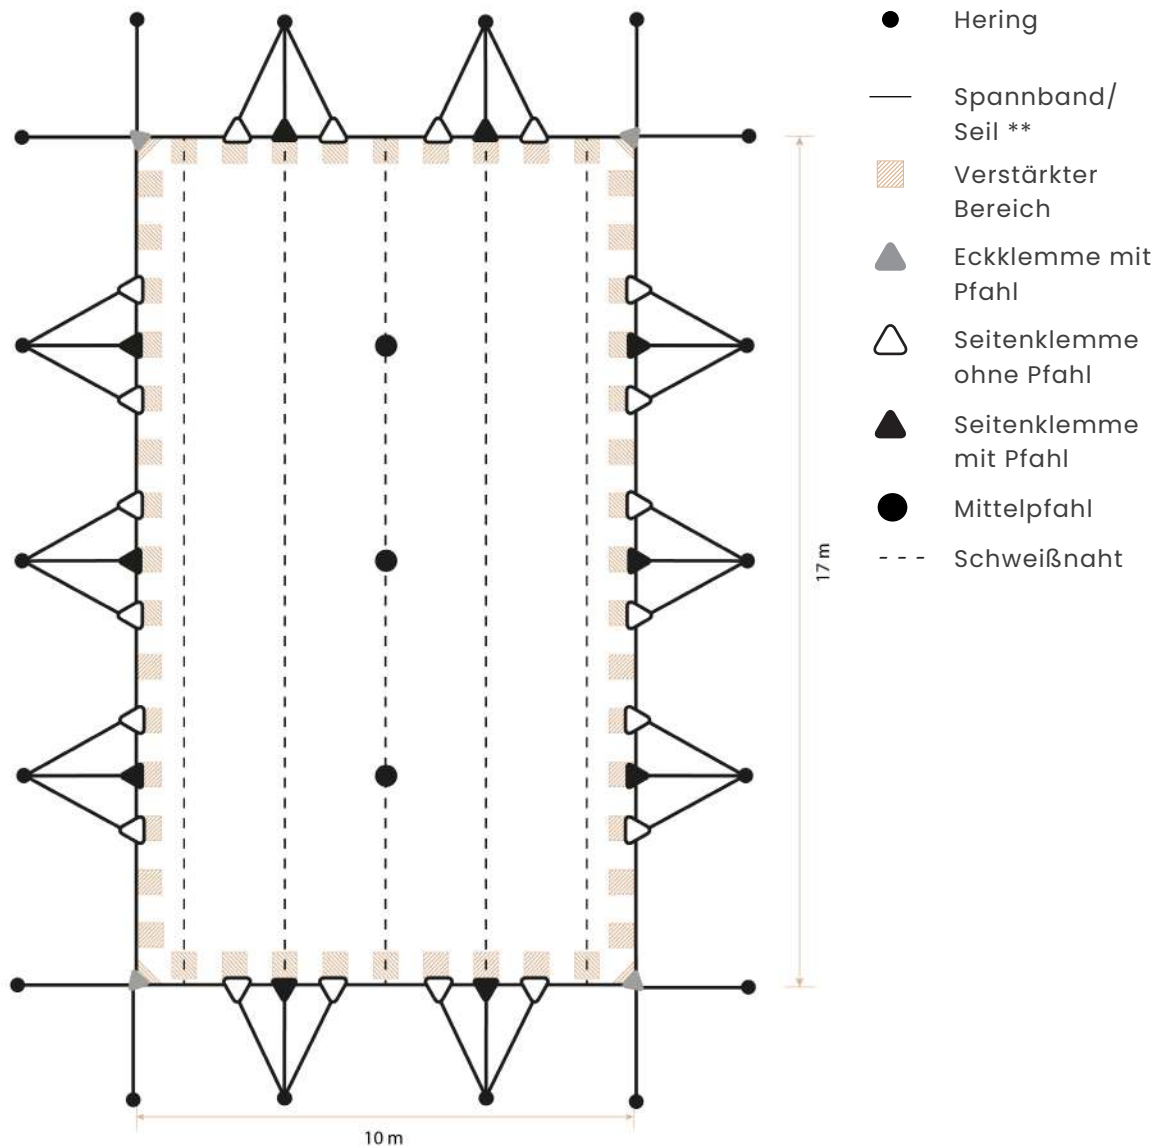 Hering
Spannband/
Seil **
Verstärkter
Bereich
Eckklemme mit
Pfahl
Seitenklemme
ohne Pfahl
Seitenklemme
mit Pfahl
Mittelpfahl
Schweißnaht
17 m
10 m